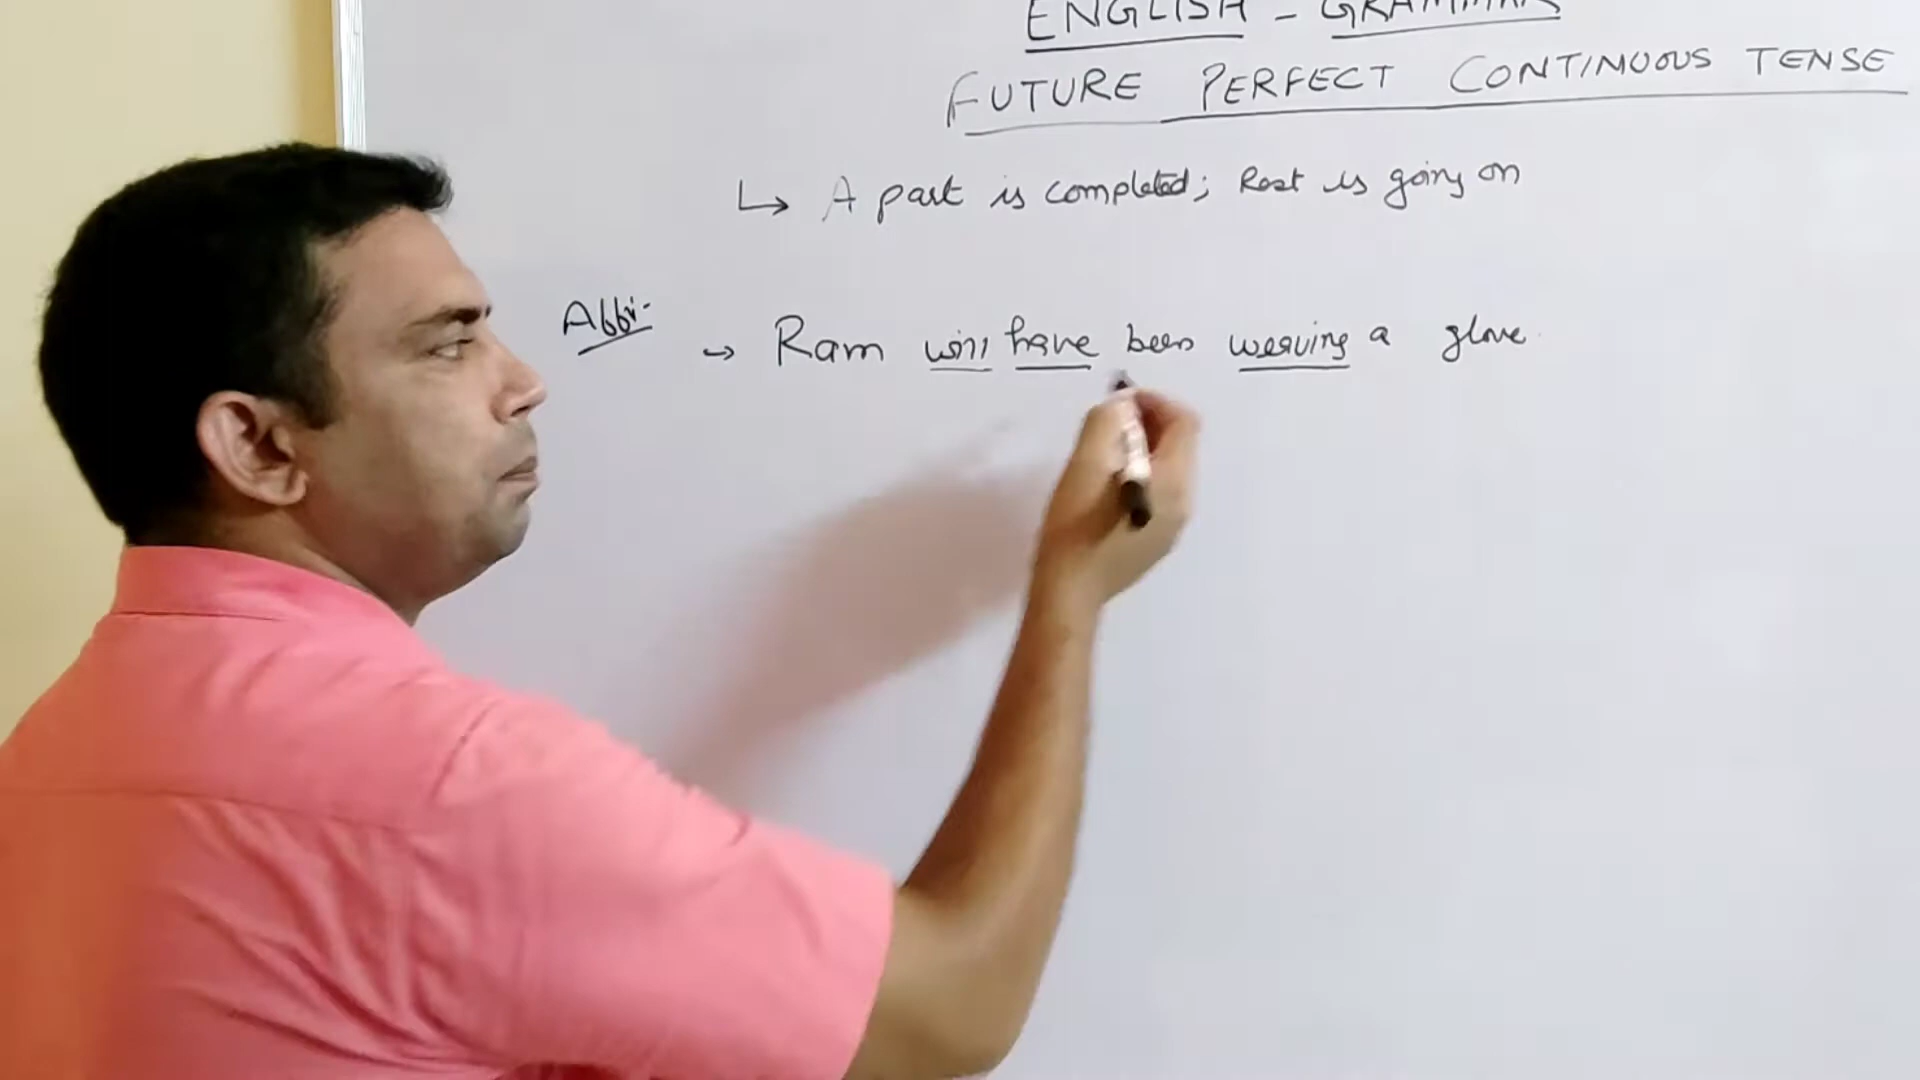 ENGLISH - GRAMMAR
FUTURE PERFECT CONTINUOUS TENSE
↳ A part is completed; Rest is going on
Affi-
→ Ram will have been weaving a glove.